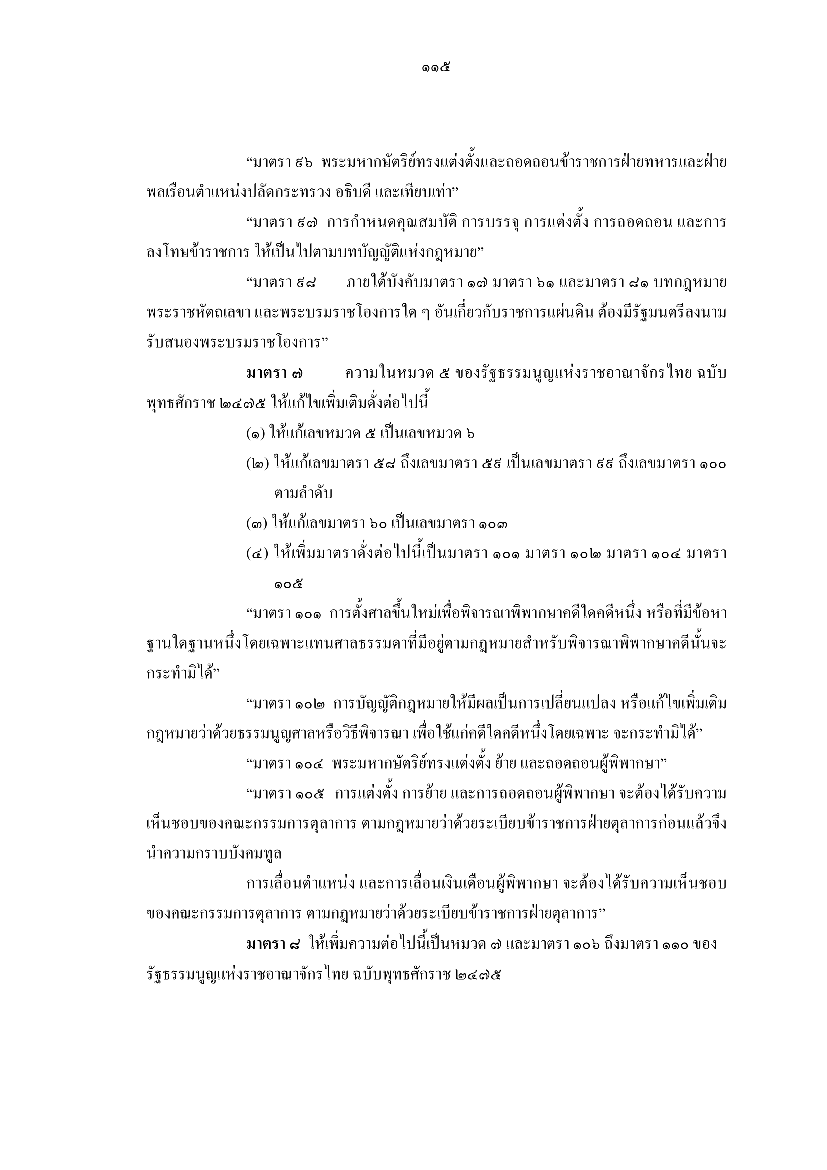 ๑๑๕
“มาตรา ๙๖ พระมหากษัตริย์ทรงแต่งตั้งและถอดถอนข้าราชการฝ่ายทหารและฝ่าย
พลเรือนตำแหน่งปลัดกระทรวง อธิบดี และเทียบเท่า”
“มาตรา ๙๗ การกำหนดคุณสมบัติ การบรรจุ การแต่งตั้ง การถอดถอน และการ
ลงโทษข้าราชการ ให้เป็นไปตามบทบัญญัติแห่งกฎหมาย”
“มาตรา ๙๘ ภายใต้บังคับมาตรา ๑๗ มาตรา ๖๑ และมาตรา ๘๑ บทกฎหมาย
พระราชหัตถเลขา และพระบรมราชโองการใด ๆ อันเกี่ยวกับราชการแผ่นดิน ต้องมีรัฐมนตรีลงนาม
รับสนองพระบรมราชโองการ”
มาตรา ๗ ความในหมวด ๕ ของรัฐธรรมนูญแห่งราชอาณาจักรไทย ฉบับ
พุทธศักราช ๒๔๗๕ ให้แก้ไขเพิ่มเติมดั่งต่อไปนี้
(๑) ให้แก้เลขหมวด ๕ เป็นเลขหมวด ๖
(๒) ให้แก้เลขมาตรา ๕๘ ถึงเลขมาตรา ๕๙ เป็นเลขมาตรา ๙๙ ถึงเลขมาตรา ๑๐๐
ตามลำดับ
(๓) ให้แก้เลขมาตรา ๖๐ เป็นเลขมาตรา ๑๐๓
(๔) ให้เพิ่มมาตราดั่งต่อไปนี้เป็นมาตรา ๑๐๑ มาตรา ๑๐๒ มาตรา ๑๐๔ มาตรา
๑๐๕
“มาตรา ๑๐๑ การตั้งศาลขึ้นใหม่เพื่อพิจารณาพิพากษาคดีใดคดีหนึ่ง หรือที่มีข้อหา
ฐานใดฐานหนึ่งโดยเฉพาะแทนศาลธรรมดาที่มีอยู่ตามกฎหมายสำหรับพิจารณาพิพากษาคดีนั้นจะ
กระทำมิได้”
“มาตรา ๑๐๒ การบัญญัติกฎหมายให้มีผลเป็นการเปลี่ยนแปลง หรือแก้ไขเพิ่มเติม
กฎหมายว่าด้วยธรรมนูญศาลหรือวิธีพิจารณา เพื่อใช้แก่คดีใดคดีหนึ่งโดยเฉพาะ จะกระทำมิได้”
“มาตรา ๑๐๔ พระมหากษัตริย์ทรงแต่งตั้ง ย้าย และถอดถอนผู้พิพากษา”
“มาตรา ๑๐๕ การแต่งตั้ง การย้าย และการถอดถอนผู้พิพากษา จะต้องได้รับความ
เห็นชอบของคณะกรรมการตุลาการ ตามกฎหมายว่าด้วยระเบียบข้าราชการฝ่ายตุลาการก่อนแล้วจึง
นำความกราบบังคมทูล
การเลื่อนตำแหน่ง และการเลื่อนเงินเดือนผู้พิพากษา จะต้องได้รับความเห็นชอบ
ของคณะกรรมการตุลาการ ตามกฎหมายว่าด้วยระเบียบข้าราชการฝ่ายตุลาการ”
มาตรา ๘ ให้เพิ่มความต่อไปนี้เป็นหมวด ๗ และมาตรา ๑๐๖ ถึงมาตรา ๑๑๐ ของ
รัฐธรรมนูญแห่งราชอาณาจักรไทย ฉบับพุทธศักราช ๒๔๗๕